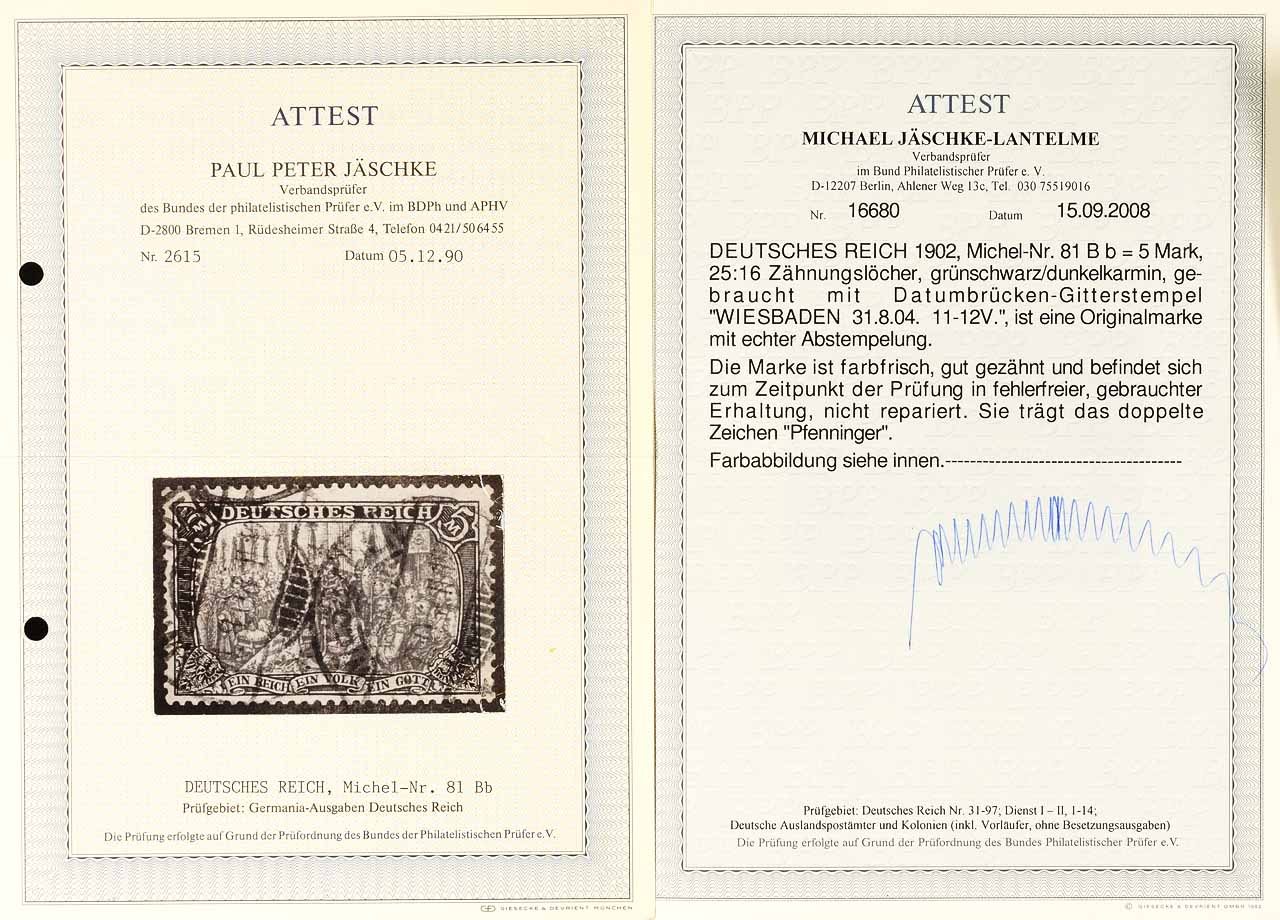 ATTEST
PAUL PETER JÄSCHKE
Verbandsprüfer
des Bundes der philatelistischen Prüfer e.V. im BDPh und APHV
D-2800 Bremen 1, Rüdesheimer Straße 4, Telefon 0421/506455
Nr. 2615 Datum 05.12.90
5 M DEUTSCHES REICH 5 M
EIN REICH EIN VOLK EIN GOTT
DEUTSCHES REICH, Michel-Nr. 81 Bb
Prüfgebiet: Germania-Ausgaben Deutsches Reich
Die Prüfung erfolgte auf Grund der Prüfordnung des Bundes der Philatelistischen Prüfer e.V.
GIESECKE & DEVRIENT MÜNCHEN
ATTEST
MICHAEL JÄSCHKE-LANTELME
Verbandsprüfer
im Bund Philatelistischer Prüfer e. V.
D-12207 Berlin, Ahlener Weg 13c, Tel. 030 75519016
Nr. 16680 Datum 15.09.2008
DEUTSCHES REICH 1902, Michel-Nr. 81 B b = 5 Mark,
25:16 Zähnungslöcher, grünschwarz/dunkelkarmin, ge-
braucht mit Datumbrücken-Gitterstempel
"WIESBADEN 31.8.04. 11-12V.", ist eine Originalmarke
mit echter Abstempelung.
Die Marke ist farbfrisch, gut gezähnt und befindet sich
zum Zeitpunkt der Prüfung in fehlerfreier, gebrauchter
Erhaltung, nicht repariert. Sie trägt das doppelte
Zeichen "Pfenninger".
Farbabbildung siehe innen.--------------------------------------
Prüfgebiet: Deutsches Reich Nr. 31-97; Dienst I – II, 1-14;
Deutsche Auslandspostämter und Kolonien (inkl. Vorläufer, ohne Besetzungsausgaben)
Die Prüfung erfolgte auf Grund der Prüfordnung des Bundes Philatelistischer Prüfer e.V.
© GIESECKE & DEVRIENT GMBH